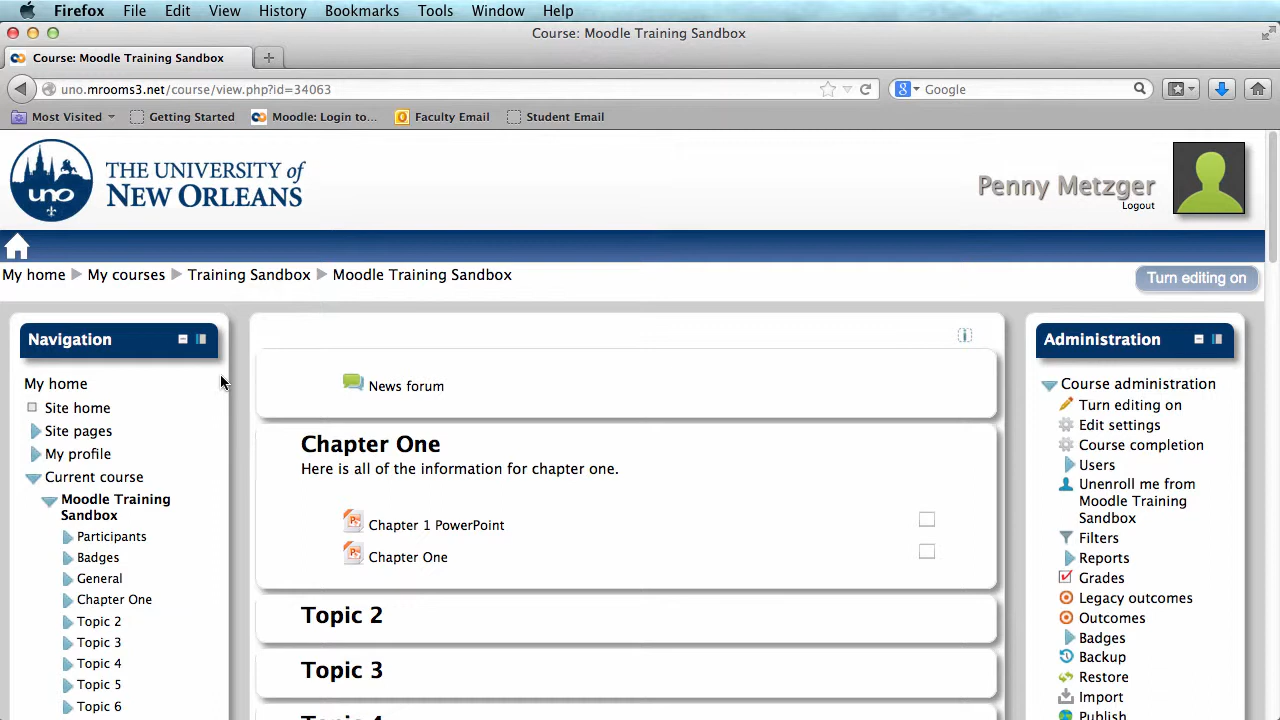 Firefox File Edit View History Bookmarks Tools Window Help
Course: Moodle Training Sandbox
Course: Moodle Training Sandbox
uno.mrooms3.net/course/view.php?id=34063
Google
Most Visited Getting Started Moodle: Login to... Faculty Email Student Email
uno
THE UNIVERSITY of
NEW ORLEANS
Penny Metzger
Logout
My home My courses Training Sandbox Moodle Training Sandbox
Turn editing on
Navigation
My home
Site home
Site pages
My profile
Current course
Moodle Training
Sandbox
Participants
Badges
General
Chapter One
Topic 2
Topic 3
Topic 4
Topic 5
Topic 6
News forum
Chapter One
Here is all of the information for chapter one.
Chapter 1 PowerPoint
Chapter One
Topic 2
Topic 3
Topic 4
Administration
Course administration
Turn editing on
Edit settings
Course completion
Users
Unenroll me from
Moodle Training
Sandbox
Filters
Reports
Grades
Legacy outcomes
Outcomes
Badges
Backup
Restore
Import
Publish